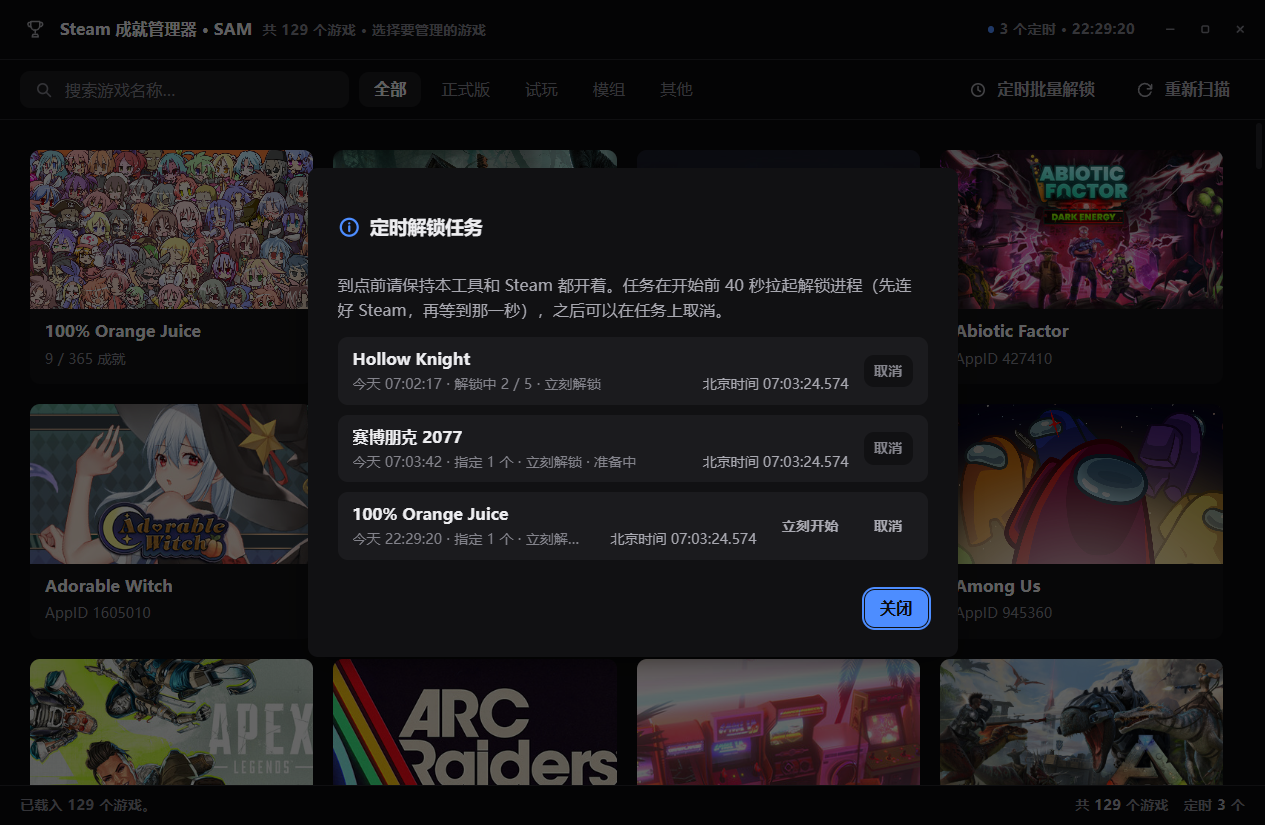 Steam 成就管理器 • SAM 共 129 个游戏 • 选择要管理的游戏
3 个定时 • 22:29:20
搜索游戏名称...
全部 正式版 试玩 模组 其他
定时批量解锁 重新扫描
ABIOTIC
FACTOR
DARK ENERGY
定时解锁任务
到点前请保持本工具和 Steam 都开着。任务在开始前 40 秒拉起解锁进程（先连
好 Steam，再等到那一秒），之后可以在任务上取消。
100% Orange Juice
9 / 365 成就
Abiotic Factor
AppID 427410
Hollow Knight
今天 07:02:17 · 解锁中 2 / 5 · 立刻解锁
北京时间 07:03:24.574
取消
赛博朋克 2077
今天 07:03:42 · 指定 1 个 · 立刻解锁 · 准备中
北京时间 07:03:24.574
取消
100% Orange Juice
今天 22:29:20 · 指定 1 个 · 立刻解...
北京时间 07:03:24.574
立刻开始
取消
关闭
Adorable
Witch
Adorable Witch
AppID 1605010
Among Us
AppID 945360
APEX
LEGENDS
ARC
Raiders
已载入 129 个游戏。
共 129 个游戏 定时 3 个